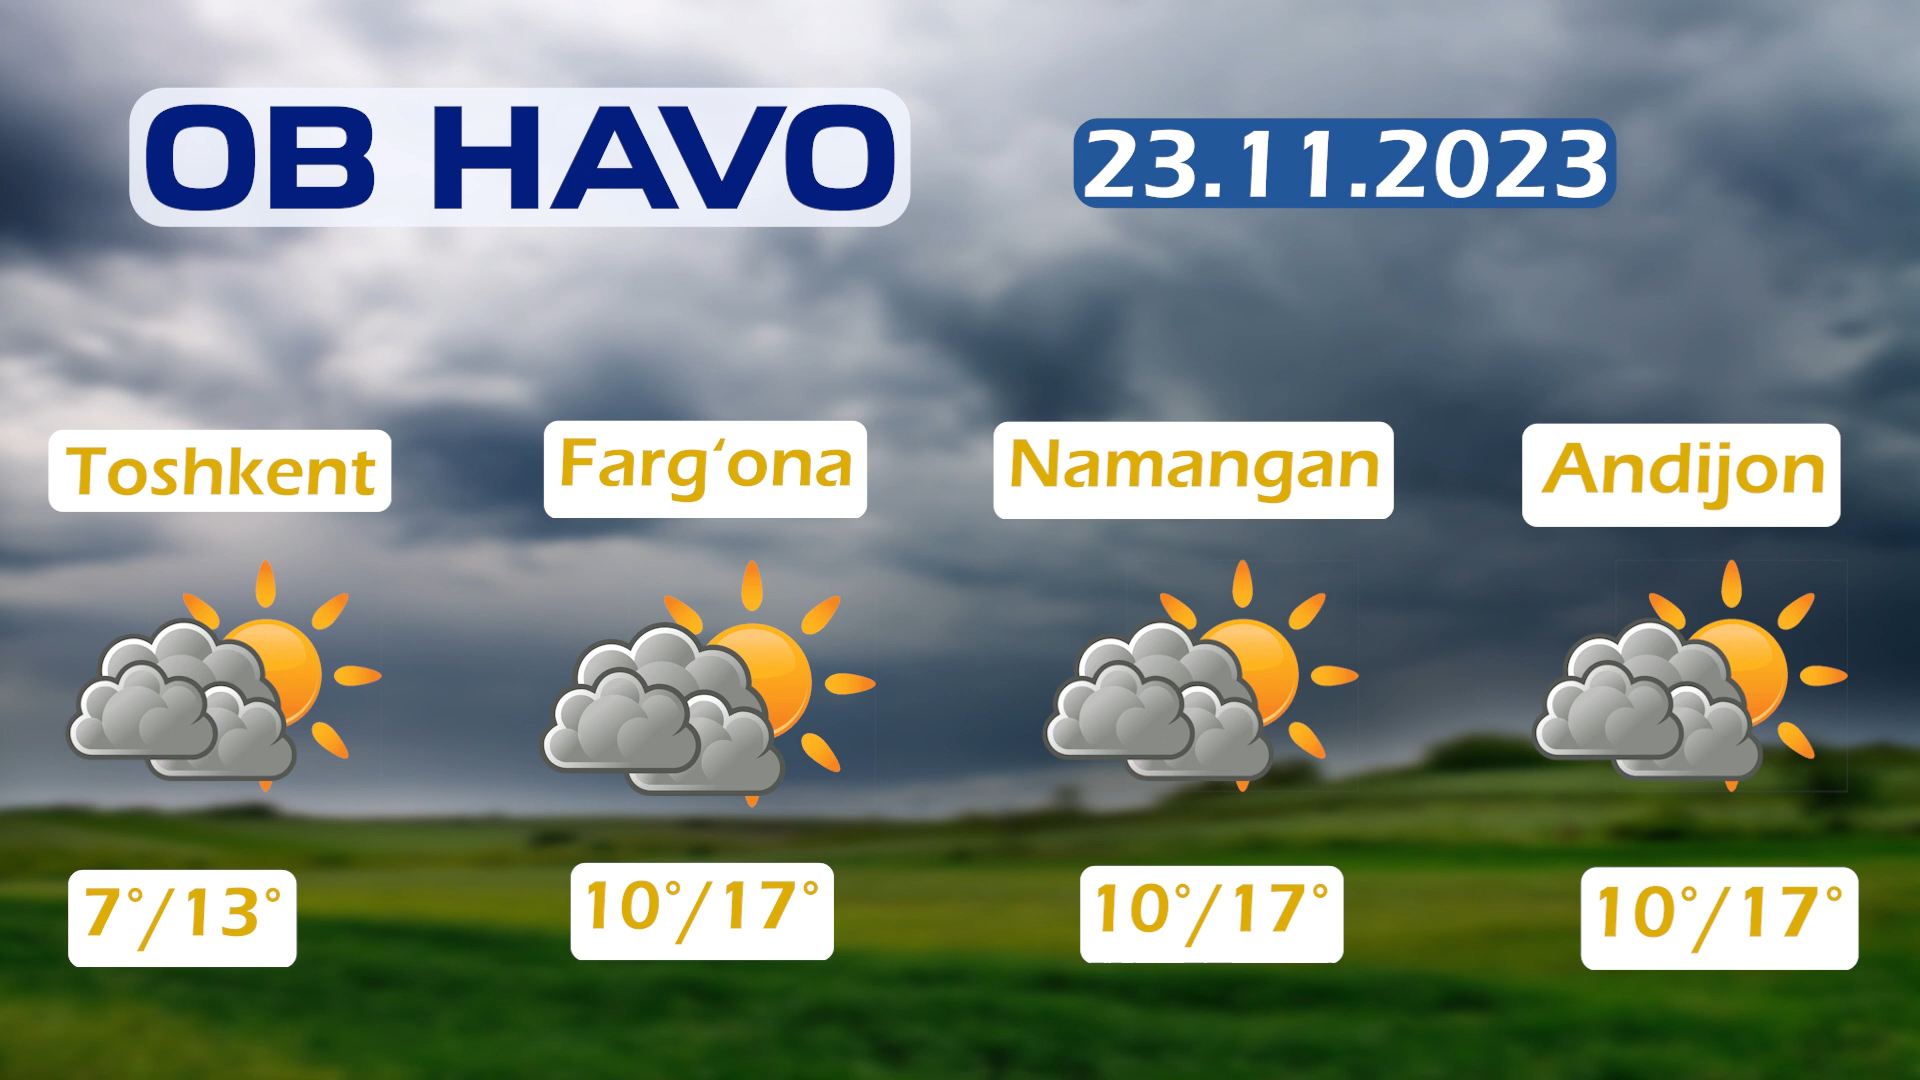 OB HAVO
23.11.2023
Toshkent
Farg‘ona
Namangan
Andijon
7°/13°
10°/17°
10°/17°
10°/17°